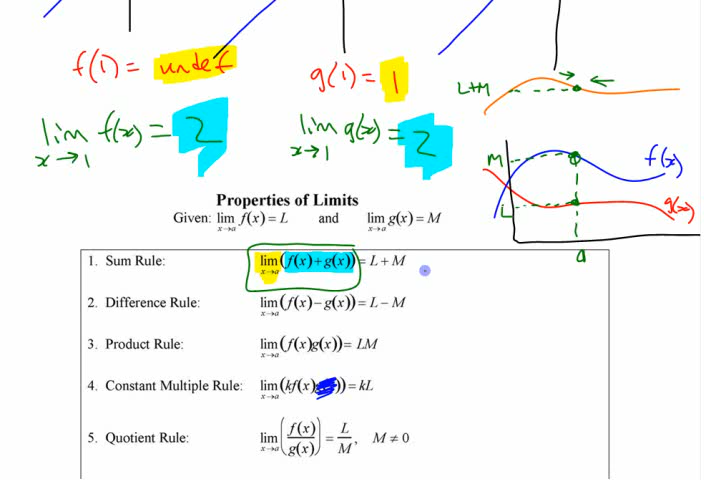 f(1) = undef
g(1) = 1
lim f(x) = 2
x→1
lim g(x) = 2
x→1
L+M
M
L
f(x)
g(x)
a
Properties of Limits
Given: lim f(x) = L and lim g(x) = M
x→a x→a
1. Sum Rule: lim (f(x) + g(x)) = L + M
x→a
2. Difference Rule: lim (f(x) − g(x)) = L − M
x→a
3. Product Rule: lim (f(x)g(x)) = LM
x→a
4. Constant Multiple Rule: lim (kf(x) ) = kL
x→a
5. Quotient Rule: lim (f(x)/g(x)) = L/M, M ≠ 0
x→a